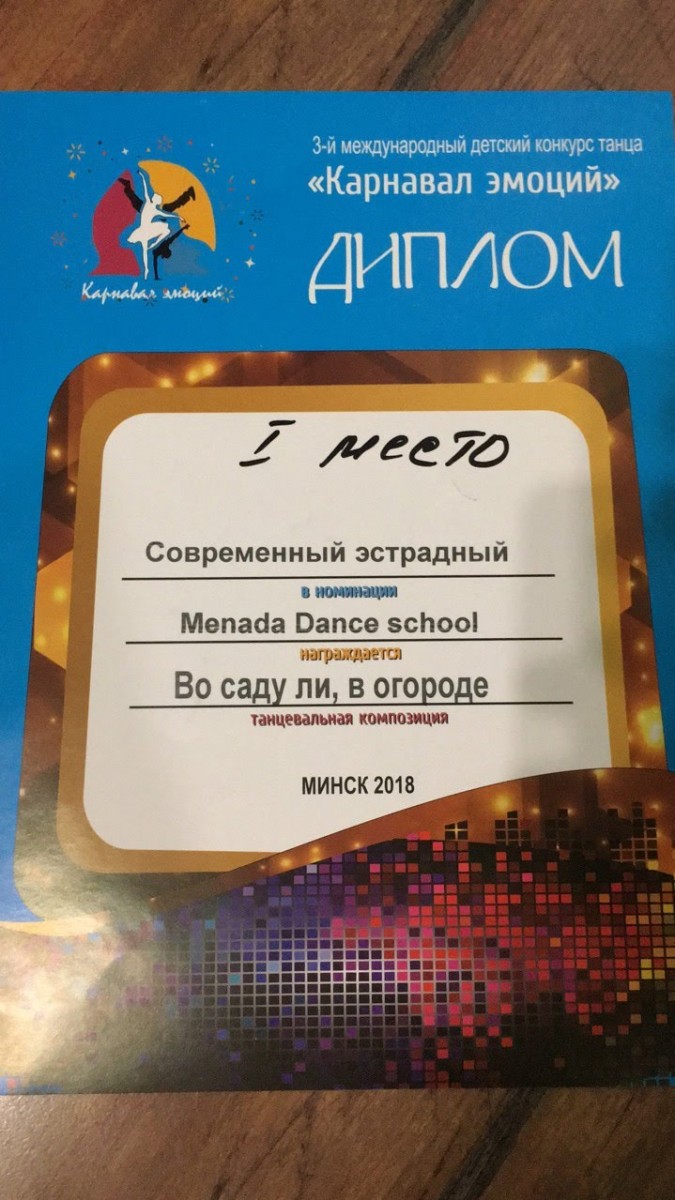 3-й международный детский конкурс танца
«Карнавал эмоций»
ДИПЛОМ
Карнавал эмоций
I место
Современный эстрадный
в номинации
Menada Dance school
награждается
Во саду ли, в огороде
танцевальная композиция
МИНСК 2018